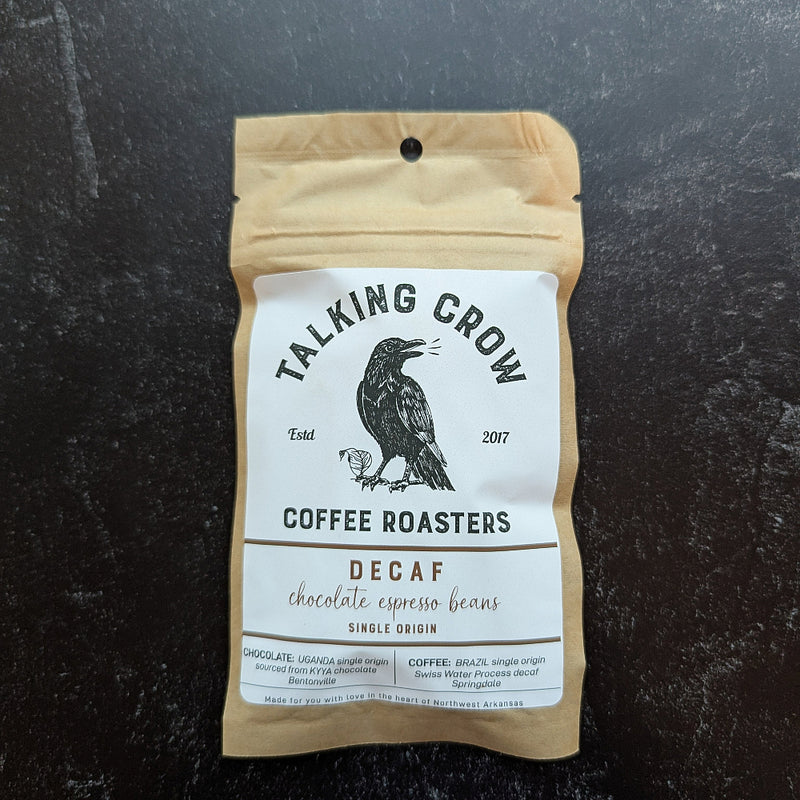 TALKING CROW
Estd 2017
COFFEE ROASTERS
DECAF
chocolate espresso beans
SINGLE ORIGIN
CHOCOLATE: UGANDA single origin
sourced from KYYA chocolate
Bentonville
COFFEE: BRAZIL single origin
Swiss Water Process decaf
Springdale
Made for you with love in the heart of Northwest Arkansas